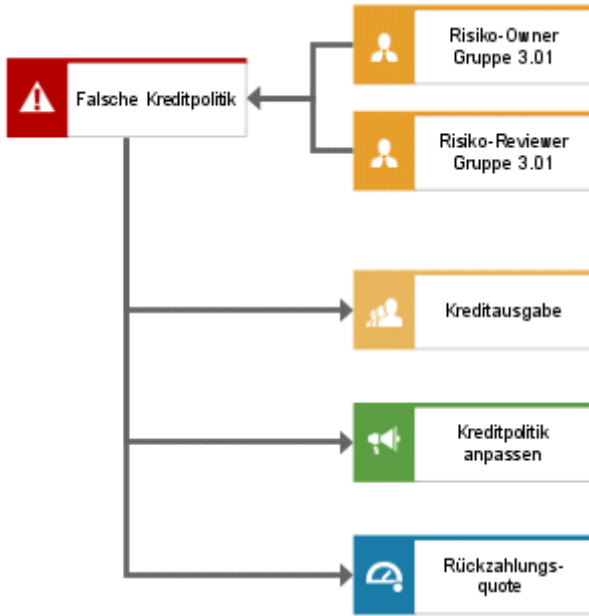 Risiko-Owner
Gruppe 3.01
Falsche Kreditpolitik
Risiko-Reviewer
Gruppe 3.01
Kreditausgabe
Kreditpolitik
anpassen
Rückzahlungs-
quote